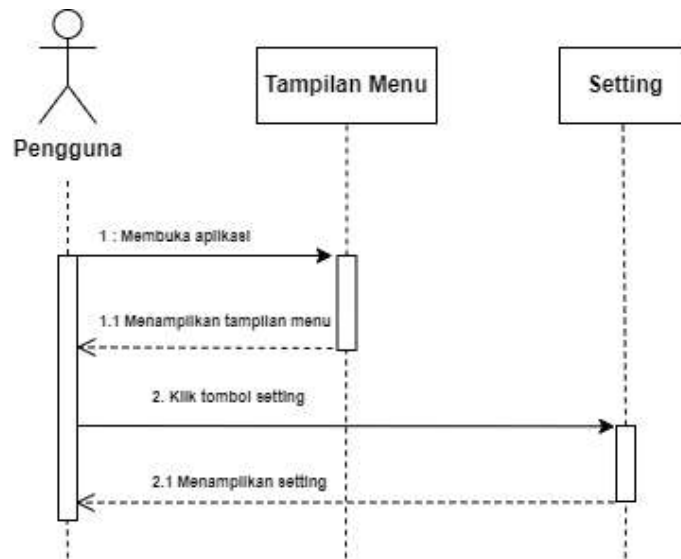 Pengguna
Tampilan Menu
Setting
1 : Membuka aplikasi
1.1 Menampilkan tampilan menu
2. Klik tombol setting
2.1 Menampilkan setting